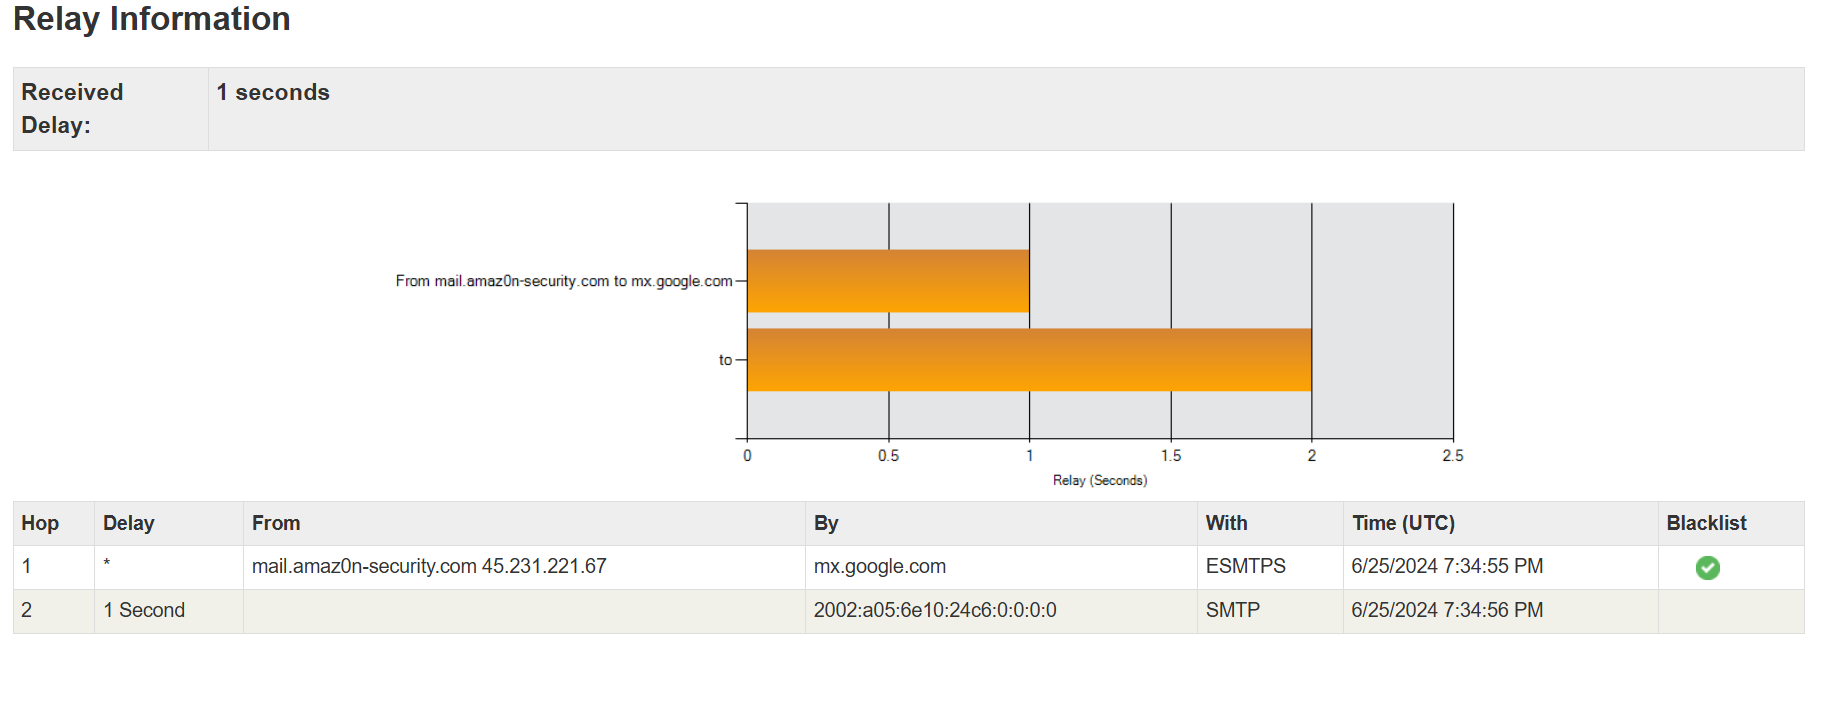 Relay Information
Received Delay: 1 seconds
From mail.amaz0n-security.com to mx.google.com
to
0 0.5 1 1.5 2 2.5
Relay (Seconds)
Hop Delay From By With Time (UTC) Blacklist
1 * mail.amaz0n-security.com 45.231.221.67 mx.google.com ESMTPS 6/25/2024 7:34:55 PM
2 1 Second 2002:a05:6e10:24c6:0:0:0:0 SMTP 6/25/2024 7:34:56 PM